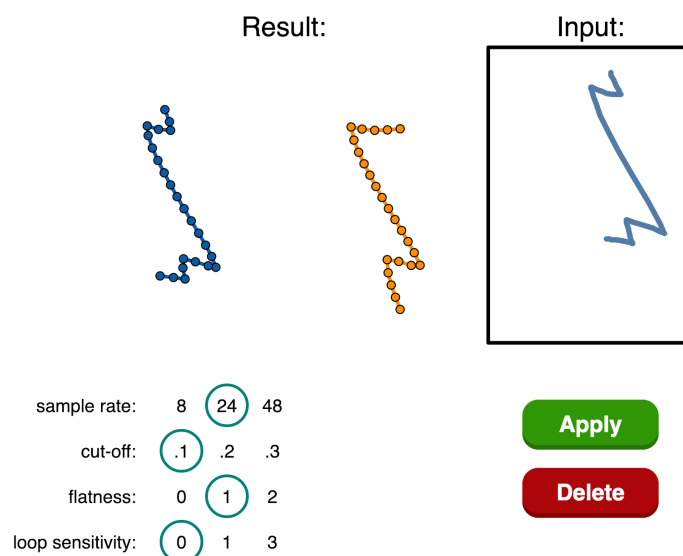 Result: Input:
sample rate: 8 24 48
cut-off: .1 .2 .3
flatness: 0 1 2
loop sensitivity: 0 1 3
Apply
Delete